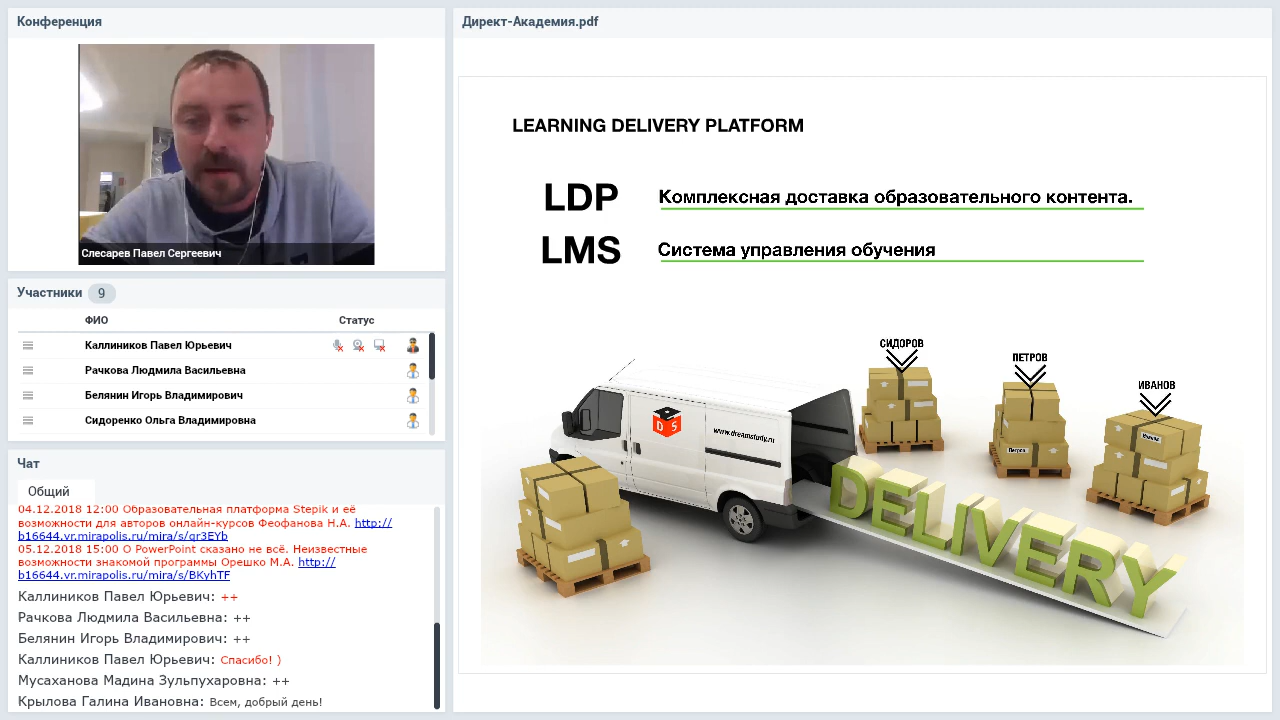 Конференция
Слесарев Павел Сергеевич
Участники 9
ФИО Статус
Каллиников Павел Юрьевич
Рачкова Людмила Васильевна
Белянин Игорь Владимирович
Сидоренко Ольга Владимировна
Чат
Общий
04.12.2018 12:00 Образовательная платформа Stepik и её
возможности для авторов онлайн-курсов Феофанова Н.А. http://
b16644.vr.mirapolis.ru/mira/s/qr3EYb
05.12.2018 15:00 О PowerPoint сказано не всё. Неизвестные
возможности знакомой программы Орешко М.А. http://
b16644.vr.mirapolis.ru/mira/s/BKyhTF
Каллиников Павел Юрьевич: ++
Рачкова Людмила Васильевна: ++
Белянин Игорь Владимирович: ++
Каллиников Павел Юрьевич: Спасибо! )
Мусаханова Мадина Зульпухаровна: ++
Крылова Галина Ивановна: Всем, добрый день!
Директ-Академия.pdf
LEARNING DELIVERY PLATFORM
LDP Комплексная доставка образовательного контента.
LMS Система управления обучения
СИДОРОВ
ПЕТРОВ
ИВАНОВ
D S
www.dreamstudy.ru
Петров
DELIVERY